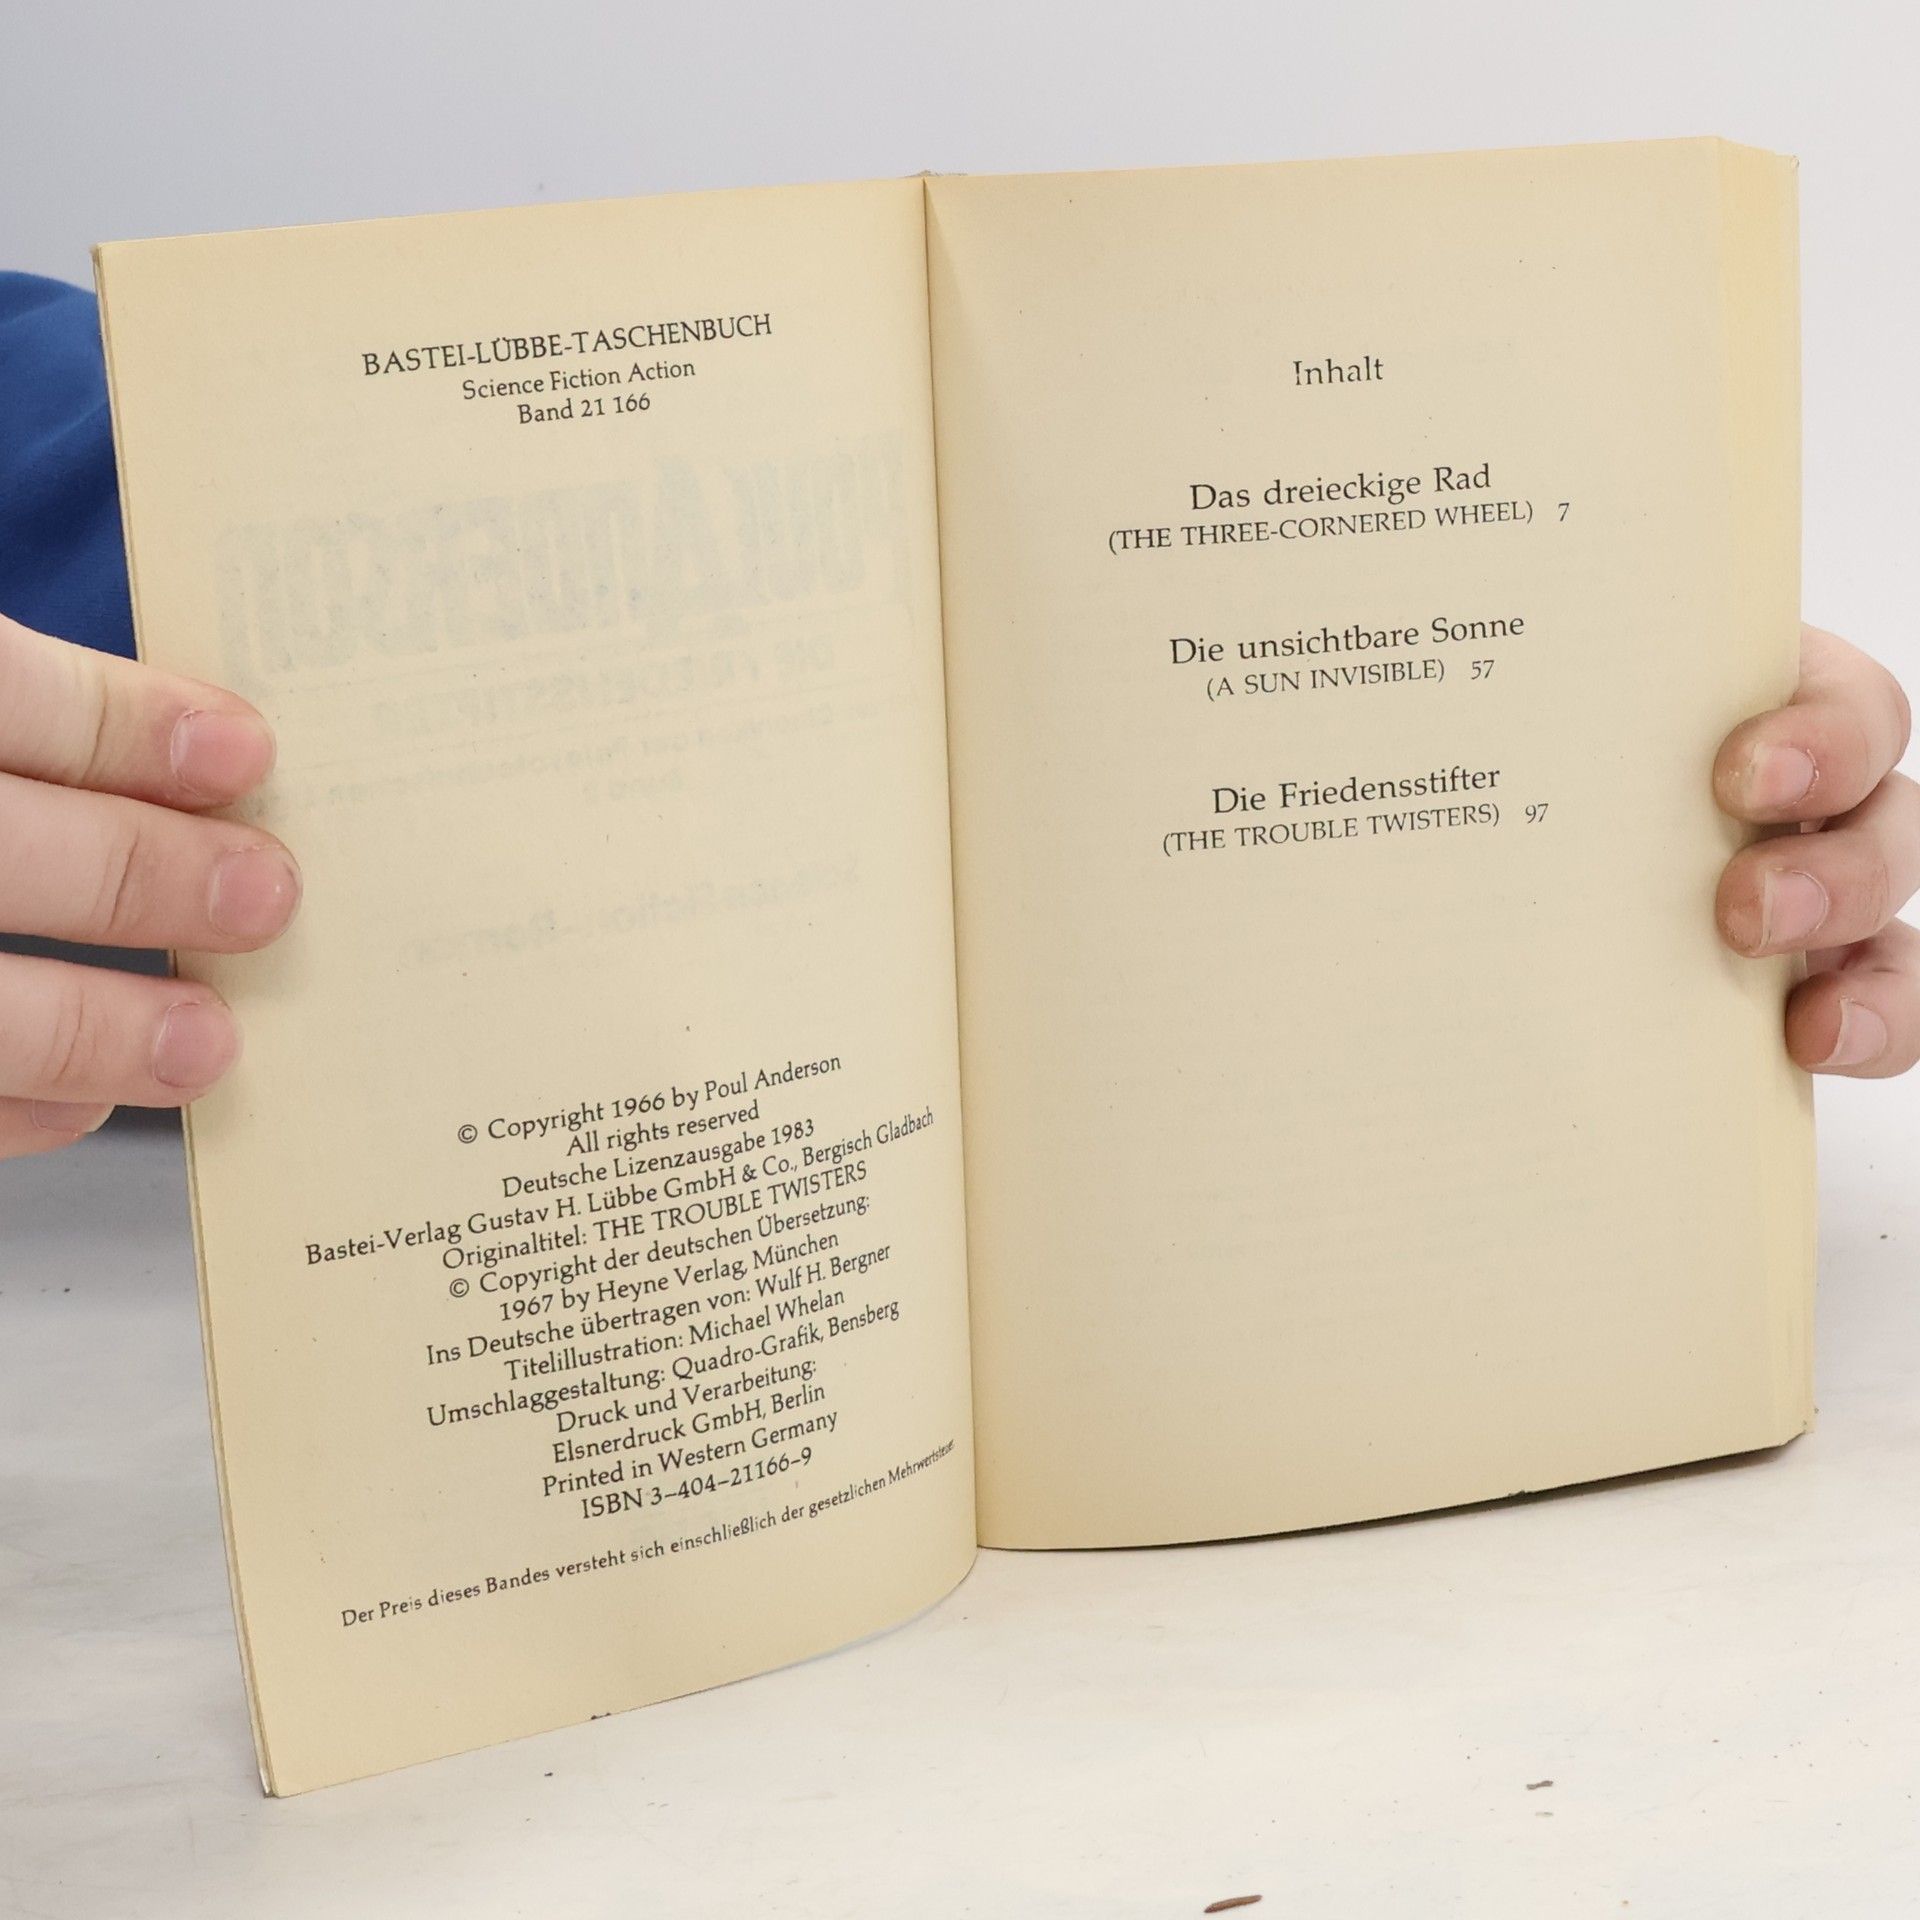 BASTEI-LÜBBE-TASCHENBUCH
Science Fiction Action
Band 21 166
© Copyright 1966 by Poul Anderson
All rights reserved
Deutsche Lizenzausgabe 1983
Bastei-Verlag Gustav H. Lübbe GmbH & Co., Bergisch Gladbach
Originaltitel: THE TROUBLE TWISTERS
© Copyright der deutschen Übersetzung:
1967 by Heyne Verlag, München
Ins Deutsche übertragen von: Wulf H. Bergner
Titelillustration: Michael Whelan
Umschlaggestaltung: Quadro-Grafik, Bensberg
Druck und Verarbeitung:
Elsnerdruck GmbH, Berlin
Printed in Western Germany
ISBN 3-404-21166-9
Der Preis dieses Bandes versteht sich einschließlich der gesetzlichen Mehrwertsteuer
Inhalt
Das dreieckige Rad
(THE THREE-CORNERED WHEEL) 7
Die unsichtbare Sonne
(A SUN INVISIBLE) 57
Die Friedensstifter
(THE TROUBLE TWISTERS) 97